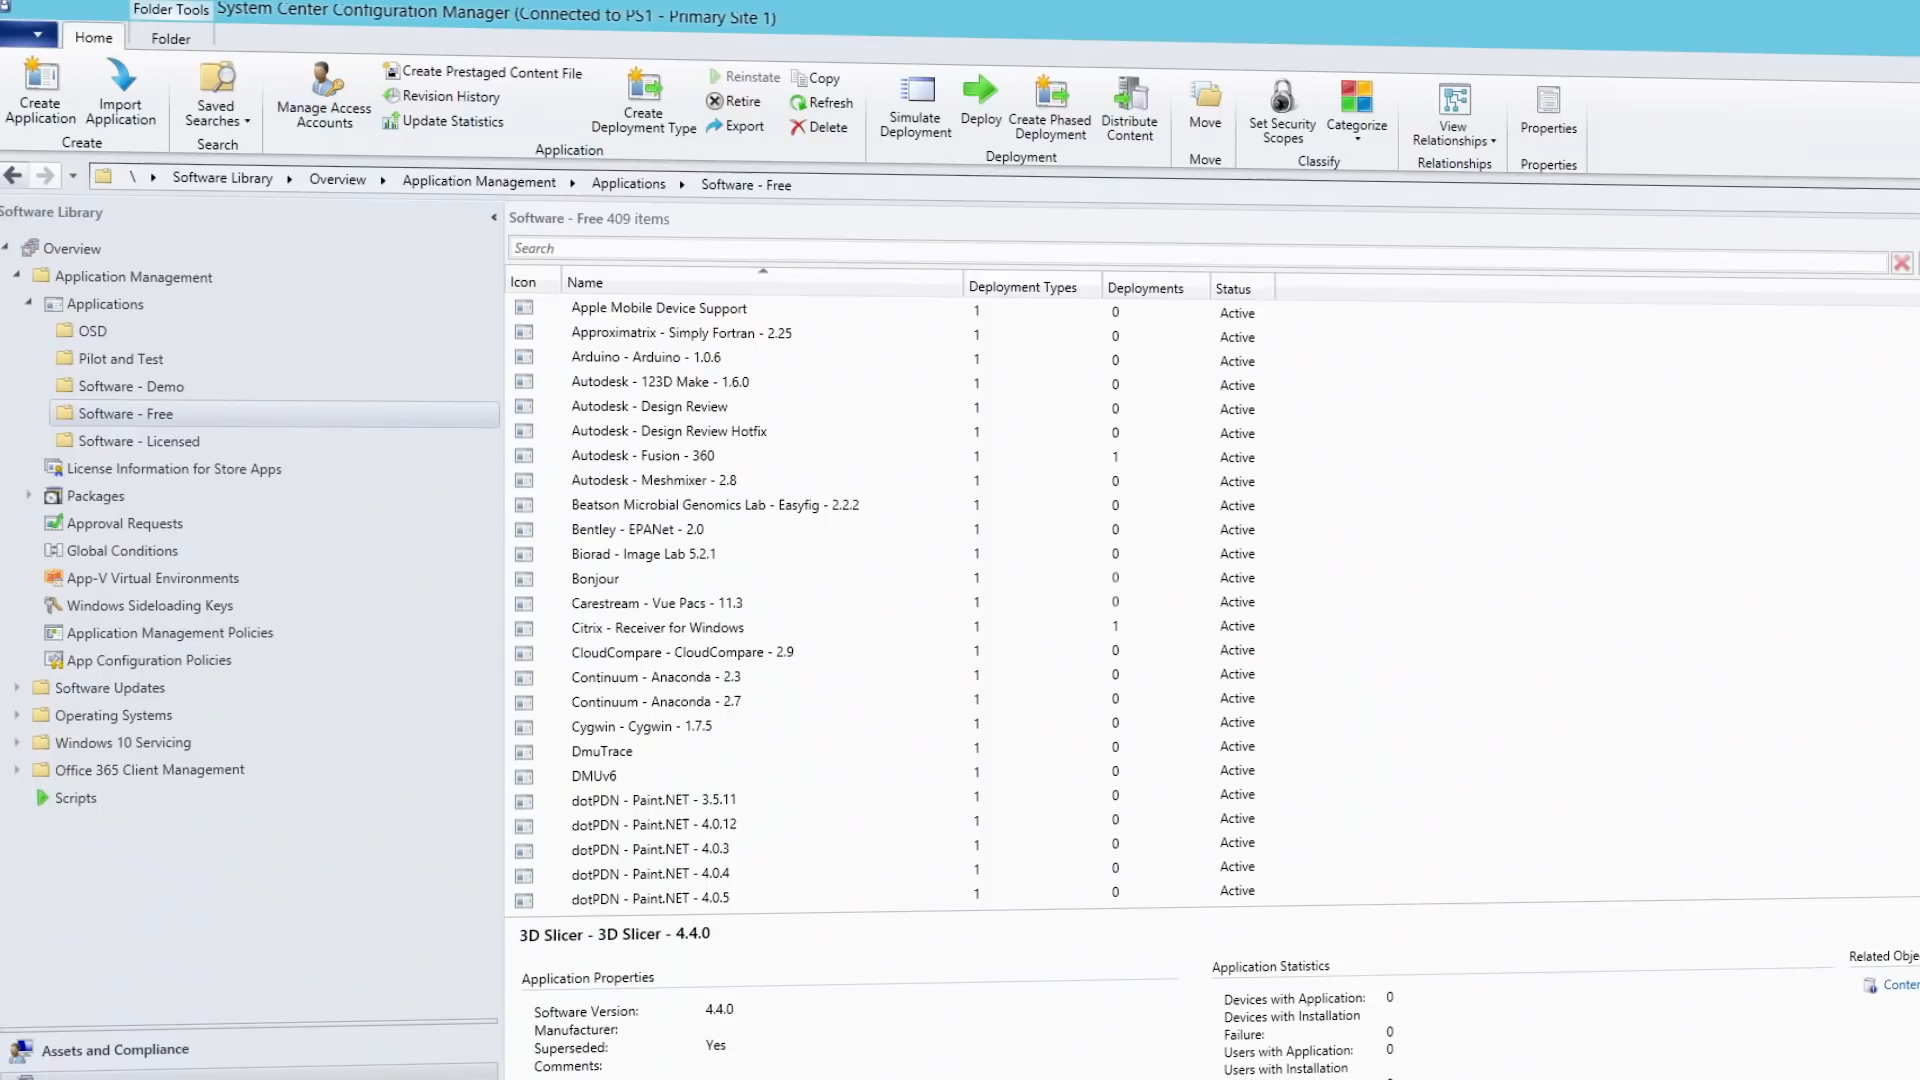 Folder Tools
System Center Configuration Manager (Connected to PS1 - Primary Site 1)
Home
Folder
Create Application
Import Application
Create
Saved Searches
Search
Manage Access Accounts
Create Prestaged Content File
Revision History
Update Statistics
Create Deployment Type
Reinstate
Retire
Export
Copy
Refresh
Delete
Application
Simulate Deployment
Deploy
Create Phased Deployment
Distribute Content
Deployment
Move
Move
Set Security Scopes
Categorize
Classify
View Relationships
Relationships
Properties
Properties
\ Software Library Overview Application Management Applications Software - Free
Software Library
Overview
Application Management
Applications
OSD
Pilot and Test
Software - Demo
Software - Free
Software - Licensed
License Information for Store Apps
Packages
Approval Requests
Global Conditions
App-V Virtual Environments
Windows Sideloading Keys
Application Management Policies
App Configuration Policies
Software Updates
Operating Systems
Windows 10 Servicing
Office 365 Client Management
Scripts
Assets and Compliance
Software - Free 409 items
Search
Icon Name Deployment Types Deployments Status
Apple Mobile Device Support 1 0 Active
Approximatrix - Simply Fortran - 2.25 1 0 Active
Arduino - Arduino - 1.0.6 1 0 Active
Autodesk - 123D Make - 1.6.0 1 0 Active
Autodesk - Design Review 1 0 Active
Autodesk - Design Review Hotfix 1 0 Active
Autodesk - Fusion - 360 1 1 Active
Autodesk - Meshmixer - 2.8 1 0 Active
Beatson Microbial Genomics Lab - Easyfig - 2.2.2 1 0 Active
Bentley - EPANet - 2.0 1 0 Active
Biorad - Image Lab 5.2.1 1 0 Active
Bonjour 1 0 Active
Carestream - Vue Pacs - 11.3 1 0 Active
Citrix - Receiver for Windows 1 1 Active
CloudCompare - CloudCompare - 2.9 1 0 Active
Continuum - Anaconda - 2.3 1 0 Active
Continuum - Anaconda - 2.7 1 0 Active
Cygwin - Cygwin - 1.7.5 1 0 Active
DmuTrace 1 0 Active
DMUv6 1 0 Active
dotPDN - Paint.NET - 3.5.11 1 0 Active
dotPDN - Paint.NET - 4.0.12 1 0 Active
dotPDN - Paint.NET - 4.0.3 1 0 Active
dotPDN - Paint.NET - 4.0.4 1 0 Active
dotPDN - Paint.NET - 4.0.5 1 0 Active
3D Slicer - 3D Slicer - 4.4.0
Application Properties
Software Version: 4.4.0
Manufacturer:
Superseded: Yes
Comments:
Application Statistics
Devices with Application: 0
Devices with Installation
Failure: 0
Users with Application: 0
Users with Installation
Related Obje
Conter